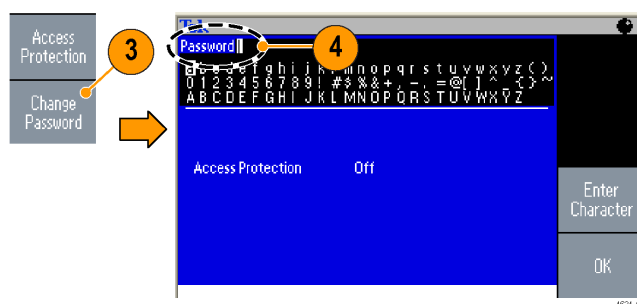 Access
Protection
3
Change
Password
Tek
Password
4
a b c d e f g h i j k l m n o p q r s t u v w x y z ( )
0 1 2 3 4 5 6 7 8 9 ! # $ % & + , - . = @ [ ] ^ _ { } ~
A B C D E F G H I J K L M N O P Q R S T U V W X Y Z
Access Protection Off
Enter
Character
OK